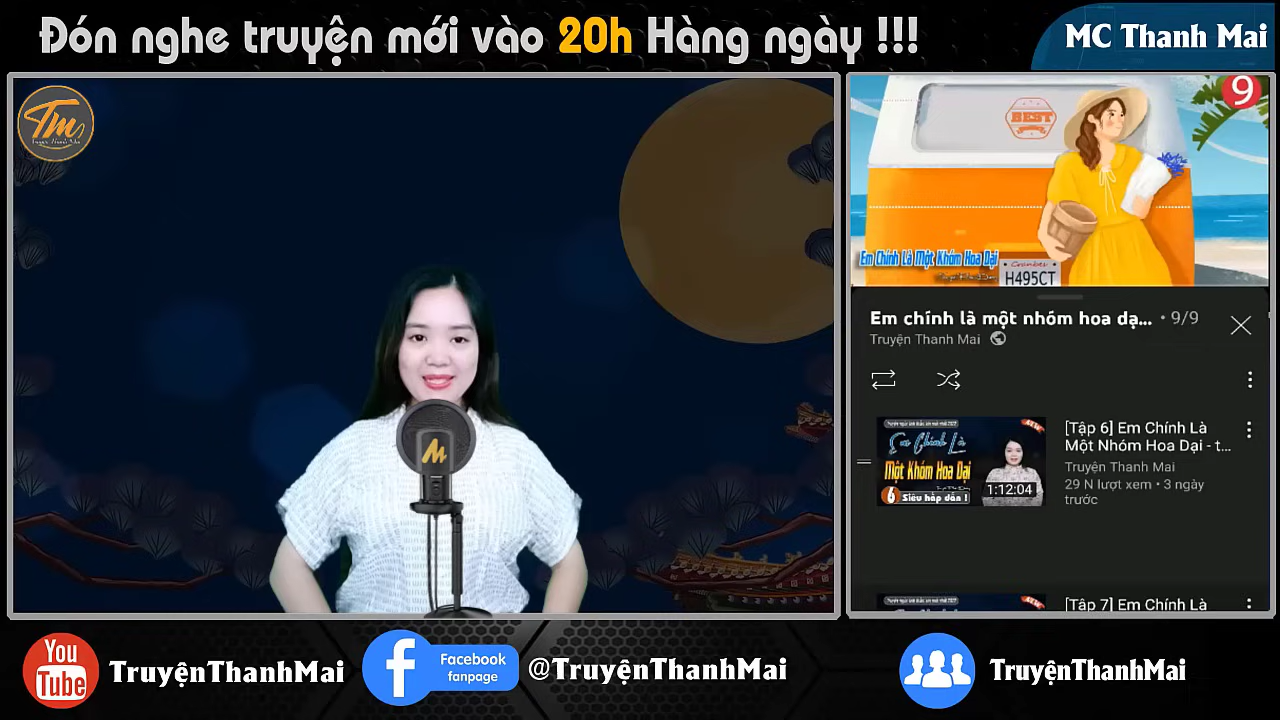 Đón nghe truyện mới vào 20h Hàng ngày !!!
MC Thanh Mai
Tm
Truyện Thanh Mai
9
BEST
Em Chính Là Một Khóm Hoa Dại
H495CT
Em chính là một nhóm hoa dạ... • 9/9
Truyện Thanh Mai
Em Chính Là
Một Khóm Hoa Dại
6 Siêu hấp dẫn !
1:12:04
[Tập 6] Em Chính Là
Một Nhóm Hoa Dại - t...
Truyện Thanh Mai
29 N lượt xem • 3 ngày
trước
[Tập 7] Em Chính Là
You
Tube
TruyệnThanhMai
f
Facebook
fanpage
@TruyệnThanhMai
TruyệnThanhMai